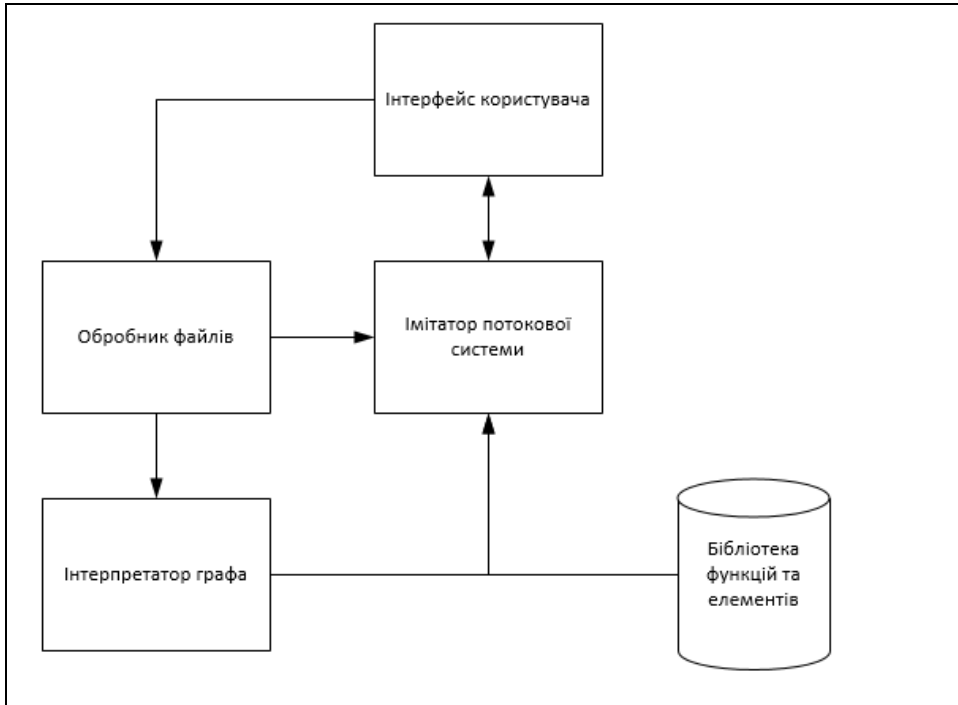 Інтерфейс користувача
Обробник файлів
Імітатор потокової
системи
Інтерпретатор графа
Бібліотека
функцій та
елементів